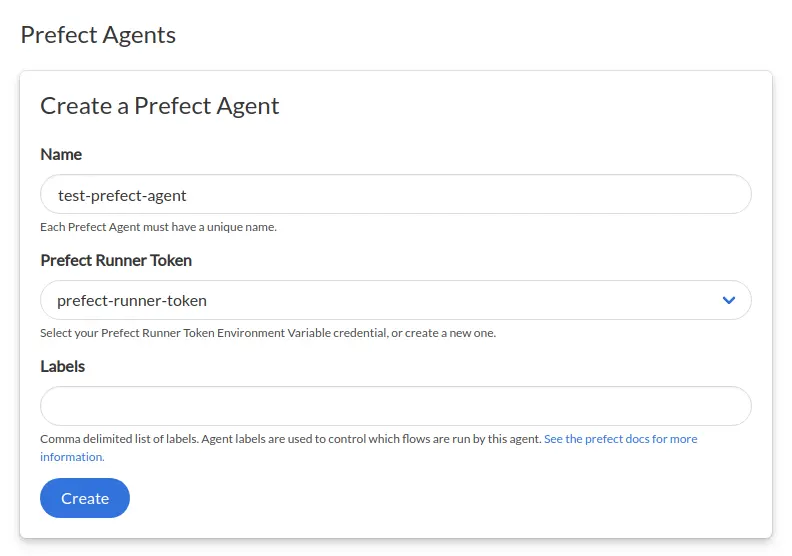 Prefect Agents
Create a Prefect Agent
Name
test-prefect-agent
Each Prefect Agent must have a unique name.
Prefect Runner Token
prefect-runner-token
Select your Prefect Runner Token Environment Variable credential, or create a new one.
Labels
Comma delimited list of labels. Agent labels are used to control which flows are run by this agent. See the prefect docs for more
information.
Create